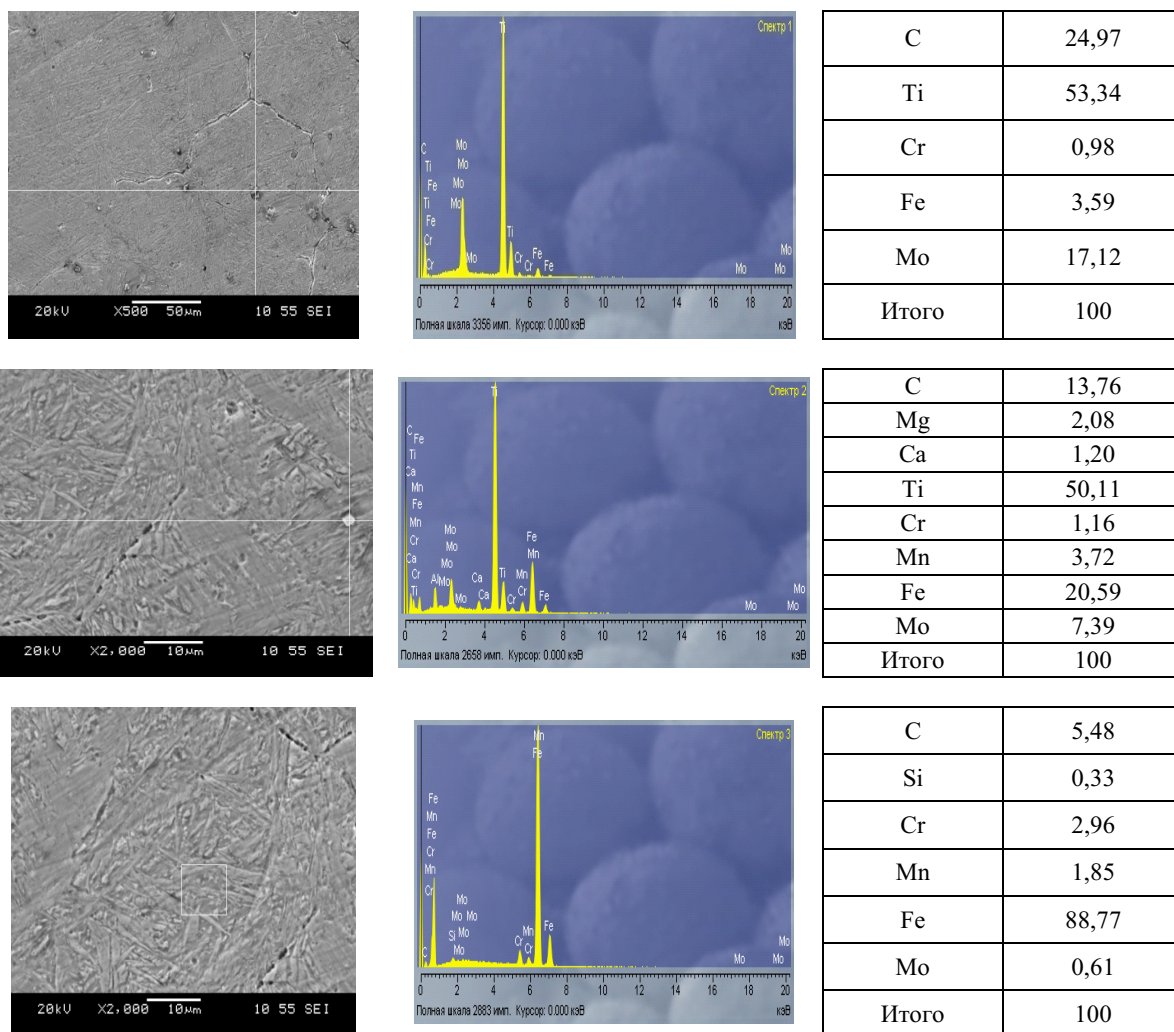 20kU X500 50µm 10 55 SEI
Спектр 1
C
Ti
Fe
Ti
Fe
Cr
Cr
Mo
Mo
Mo
Mo
Mo
Ti
Ti
Cr
Cr
Fe
Fe
Mo
Mo
Mo
0 2 4 6 8 10 12 14 16 18 20
Полная шкала 3356 имп. Курсор: 0.000 кэВ
кэВ
C 24,97
Ti 53,34
Cr 0,98
Fe 3,59
Mo 17,12
Итого 100
20kU X2,000 10µm 10 55 SEI
Спектр 2
C
Fe
Ti
Ca
Mn
Fe
Mn
Cr
Ca
Cr
Ti
Al
Mo
Mo
Mo
Mo
Mo
Ca
Ca
Ti
Ti
Cr
Mn
Cr
Fe
Mn
Fe
Mo
Mo
Mo
0 2 4 6 8 10 12 14 16 18 20
Полная шкала 2658 имп. Курсор: 0.000 кэВ
кэВ
C 13,76
Mg 2,08
Ca 1,20
Ti 50,11
Cr 1,16
Mn 3,72
Fe 20,59
Mo 7,39
Итого 100
20kU X2,000 10µm 10 55 SEI
Спектр 3
Fe
Mn
Fe
Cr
Mn
Cr
C
Mo
Mo Mo
Si Mo
Mo
Cr
Mn
Cr
Mn
Fe
Fe
Mo
Mo
Mo
0 2 4 6 8 10 12 14 16 18 20
Полная шкала 2883 имп. Курсор: 0.000 кэВ
кэВ
C 5,48
Si 0,33
Cr 2,96
Mn 1,85
Fe 88,77
Mo 0,61
Итого 100